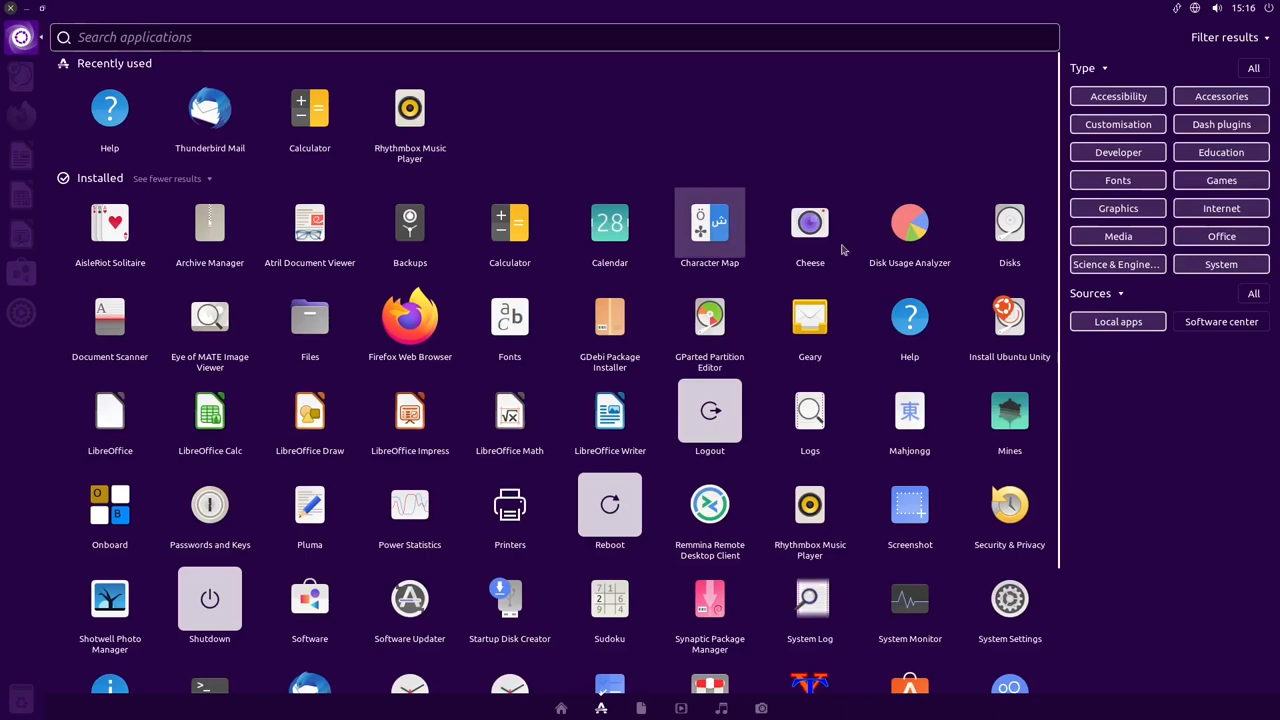 15:16
Search applications
Filter results
Recently used
Type
All
Accessibility
Accessories
Customisation
Dash plugins
Developer
Education
Fonts
Games
Graphics
Internet
Media
Office
Science & Engine...
System
Sources
All
Local apps
Software center
Help
Thunderbird Mail
Calculator
Rhythmbox Music
Player
Installed
See fewer results
28
AisleRiot Solitaire
Archive Manager
Atril Document Viewer
Backups
Calculator
Calendar
Character Map
Cheese
Disk Usage Analyzer
Disks
Document Scanner
Eye of MATE Image
Viewer
Files
Firefox Web Browser
Fonts
GDebi Package
Installer
GParted Partition
Editor
Geary
Help
Install Ubuntu Unity
LibreOffice
LibreOffice Calc
LibreOffice Draw
LibreOffice Impress
LibreOffice Math
LibreOffice Writer
Logout
Logs
Mahjongg
Mines
Onboard
Passwords and Keys
Pluma
Power Statistics
Printers
Reboot
Remmina Remote
Desktop Client
Rhythmbox Music
Player
Screenshot
Security & Privacy
Shotwell Photo
Manager
Shutdown
Software
Software Updater
Startup Disk Creator
Sudoku
Synaptic Package
Manager
System Log
System Monitor
System Settings